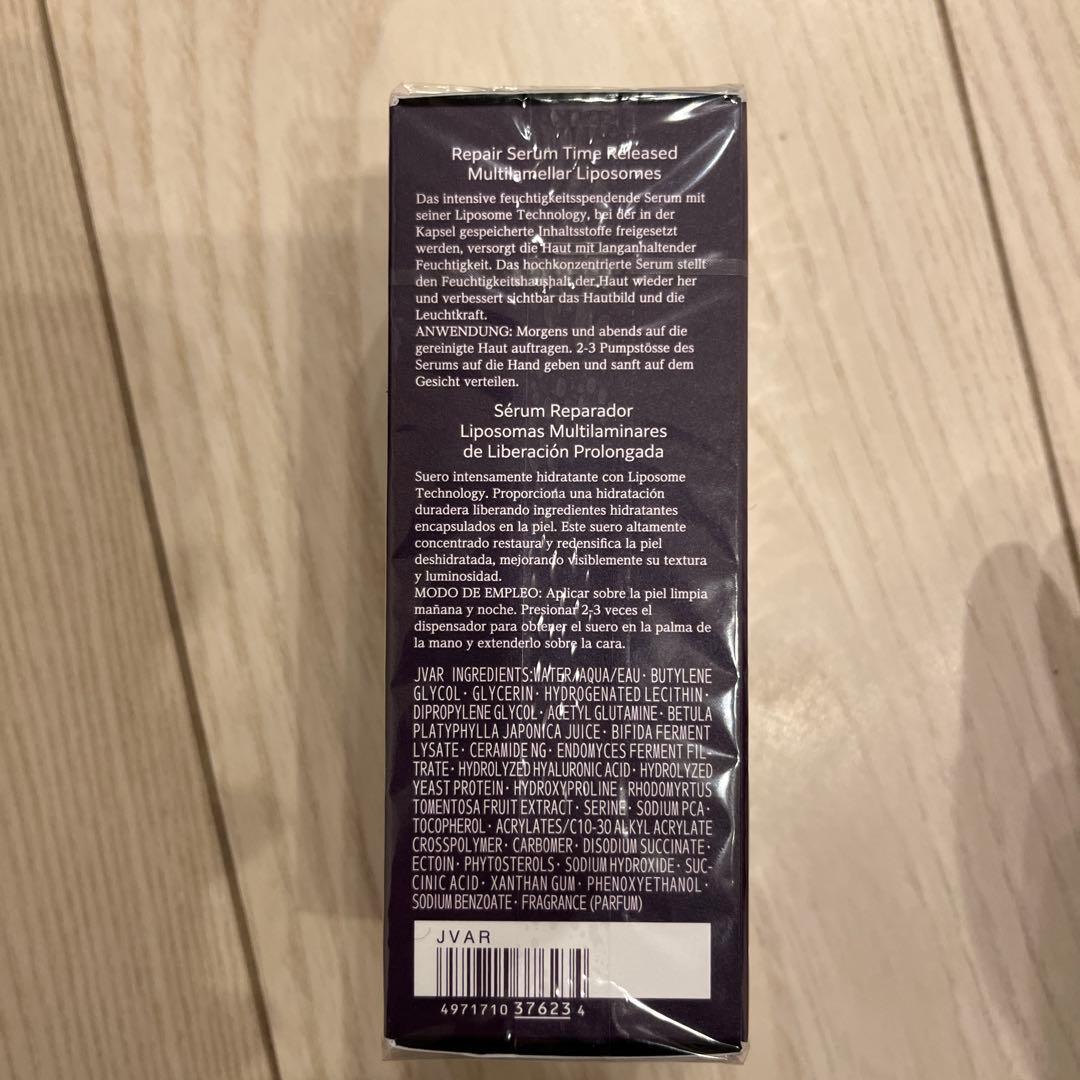 Repair Serum Time Released
Multilamellar Liposomes
Das intensive feuchtigkeitsspendende Serum mit
seiner Liposome Technology, bei der in der
Kapsel gespeicherte Inhaltsstoffe freigesetzt
werden, versorgt die Haut mit langanhaltender
Feuchtigkeit. Das hochkonzentrierte Serum stellt
den Feuchtigkeitshaushalt der Haut wieder her
und verbessert sichtbar das Hautbild und die
Leuchtkraft.
ANWENDUNG: Morgens und abends auf die
gereinigte Haut auftragen. 2-3 Pumpstösse des
Serums auf die Hand geben und sanft auf dem
Gesicht verteilen.
Sérum Reparador
Liposomas Multilaminares
de Liberación Prolongada
Suero intensamente hidratante con Liposome
Technology. Proporciona una hidratación
duradera liberando ingredientes hidratantes
encapsulados en la piel. Este suero altamente
concentrado restaura y redensifica la piel
deshidratada, mejorando visiblemente su textura
y luminosidad.
MODO DE EMPLEO: Aplicar sobre la piel limpia
mañana y noche. Presionar 2-3 veces el
dispensador para obtener el suero en la palma de
la mano y extenderlo sobre la cara.
JVAR INGREDIENTS:WATER/AQUA/EAU· BUTYLENE
GLYCOL· GLYCERIN· HYDROGENATED LECITHIN·
DIPROPYLENE GLYCOL· ACETYL GLUTAMINE· BETULA
PLATYPHYLLA JAPONICA JUICE· BIFIDA FERMENT
LYSATE· CERAMIDE NG· ENDOMYCES FERMENT FIL-
TRATE· HYDROLYZED HYALURONIC ACID· HYDROLYZED
YEAST PROTEIN· HYDROXYPROLINE· RHODOMYRTUS
TOMENTOSA FRUIT EXTRACT· SERINE· SODIUM PCA·
TOCOPHEROL· ACRYLATES/C10-30 ALKYL ACRYLATE
CROSSPOLYMER· CARBOMER· DISODIUM SUCCINATE·
ECTOIN· PHYTOSTEROLS· SODIUM HYDROXIDE· SUC-
CINIC ACID· XANTHAN GUM· PHENOXYETHANOL·
SODIUM BENZOATE· FRAGRANCE (PARFUM)
JVAR
4971710 37623 4